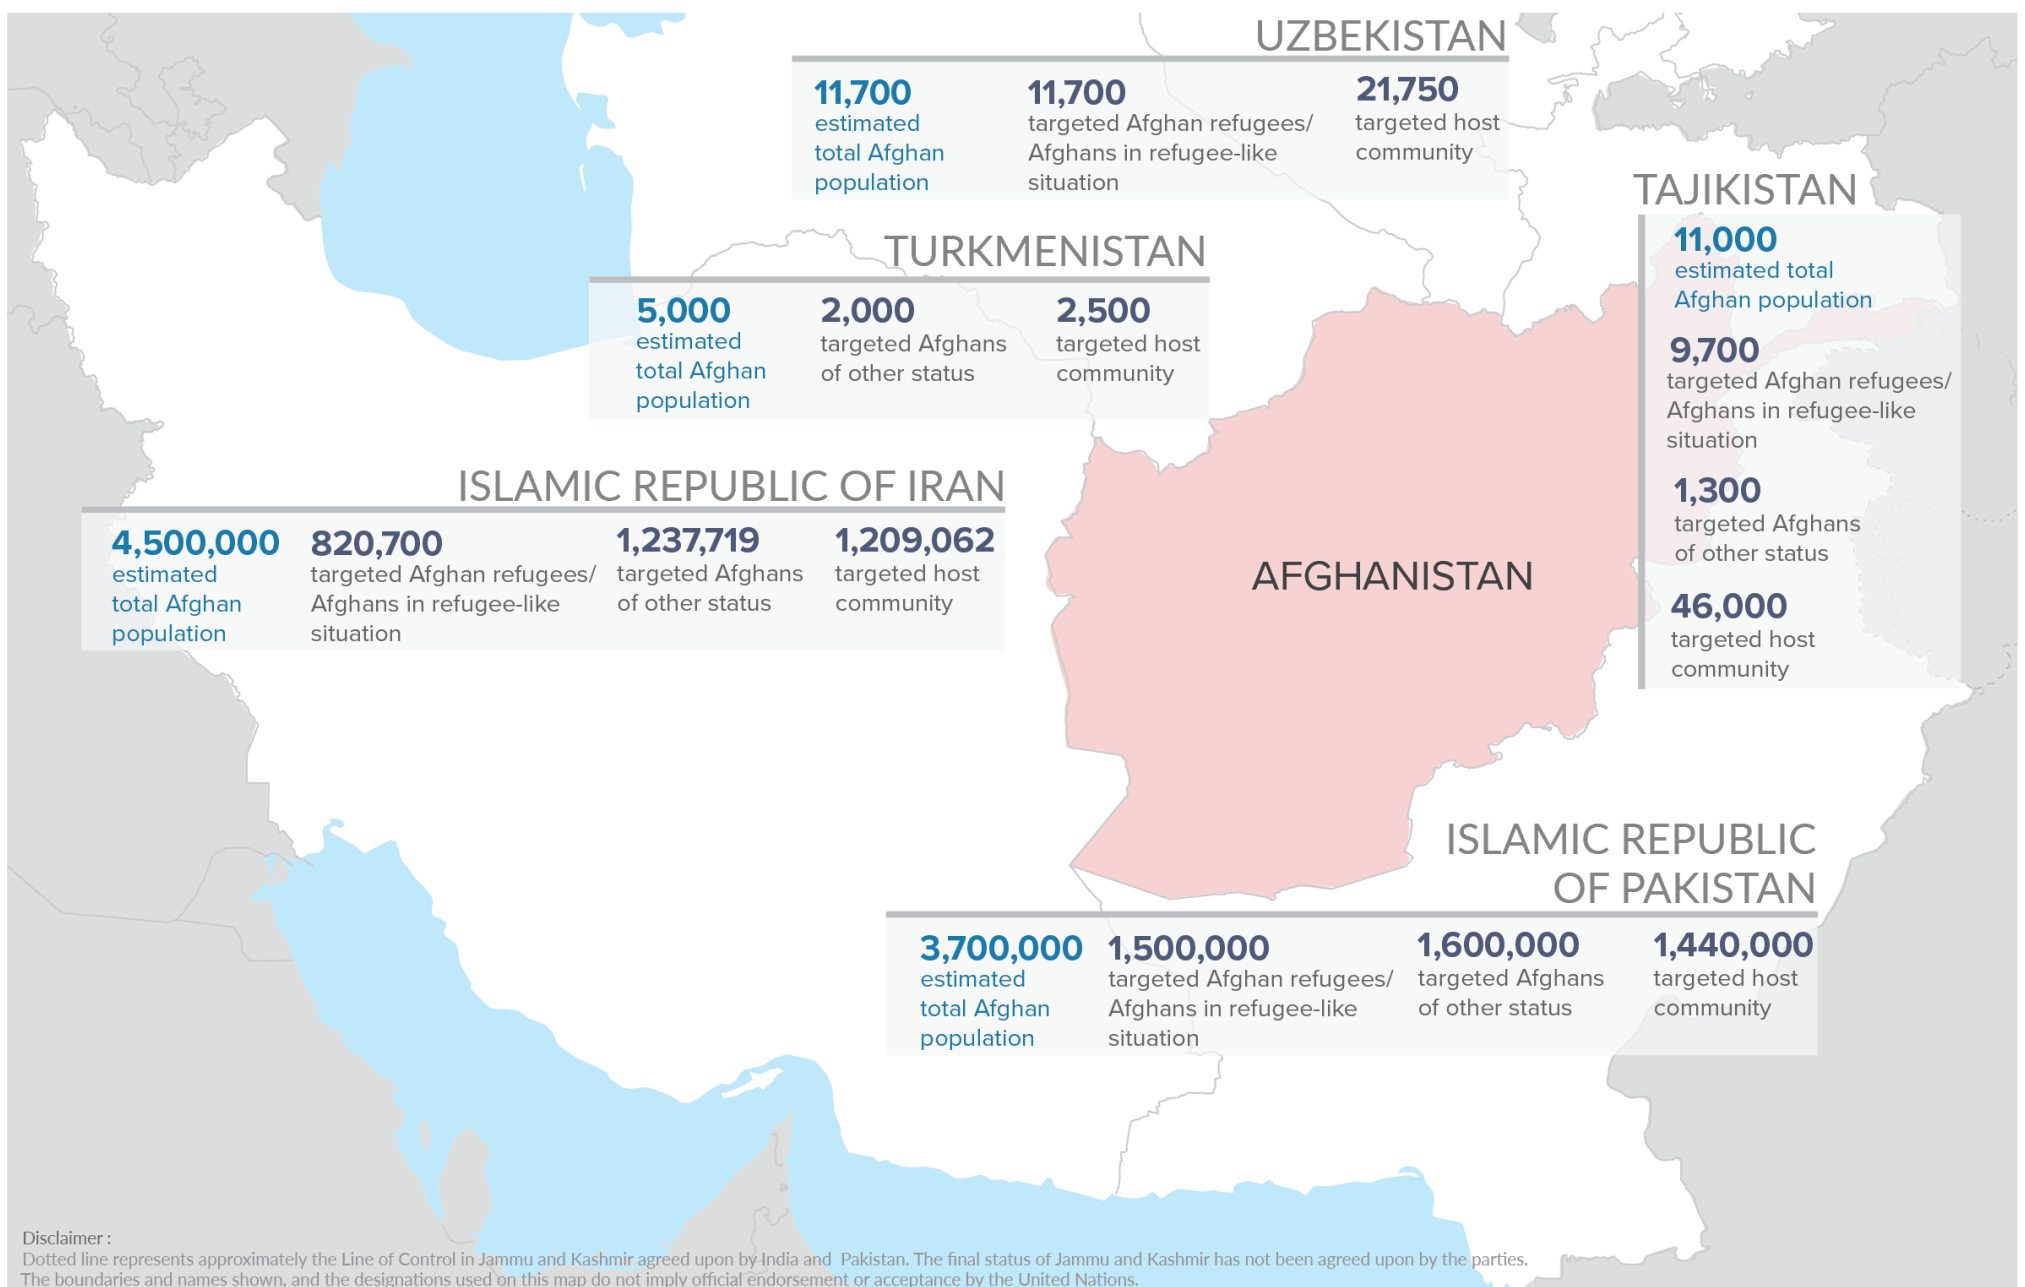 UZBEKISTAN
11,700
estimated
total Afghan
population
11,700
targeted Afghan refugees/
Afghans in refugee-like
situation
21,750
targeted host
community
TAJIKISTAN
11,000
estimated total
Afghan population
9,700
targeted Afghan refugees/
Afghans in refugee-like
situation
1,300
targeted Afghans
of other status
46,000
targeted host
community
TURKMENISTAN
5,000
estimated
total Afghan
population
2,000
targeted Afghans
of other status
2,500
targeted host
community
ISLAMIC REPUBLIC OF IRAN
4,500,000
estimated
total Afghan
population
820,700
targeted Afghan refugees/
Afghans in refugee-like
situation
1,237,719
targeted Afghans
of other status
1,209,062
targeted host
community
AFGHANISTAN
ISLAMIC REPUBLIC
OF PAKISTAN
3,700,000
estimated
total Afghan
population
1,500,000
targeted Afghan refugees/
Afghans in refugee-like
situation
1,600,000
targeted Afghans
of other status
1,440,000
targeted host
community
Disclaimer :
Dotted line represents approximately the Line of Control in Jammu and Kashmir agreed upon by India and Pakistan. The final status of Jammu and Kashmir has not been agreed upon by the parties.
The boundaries and names shown, and the designations used on this map do not imply official endorsement or acceptance by the United Nations.